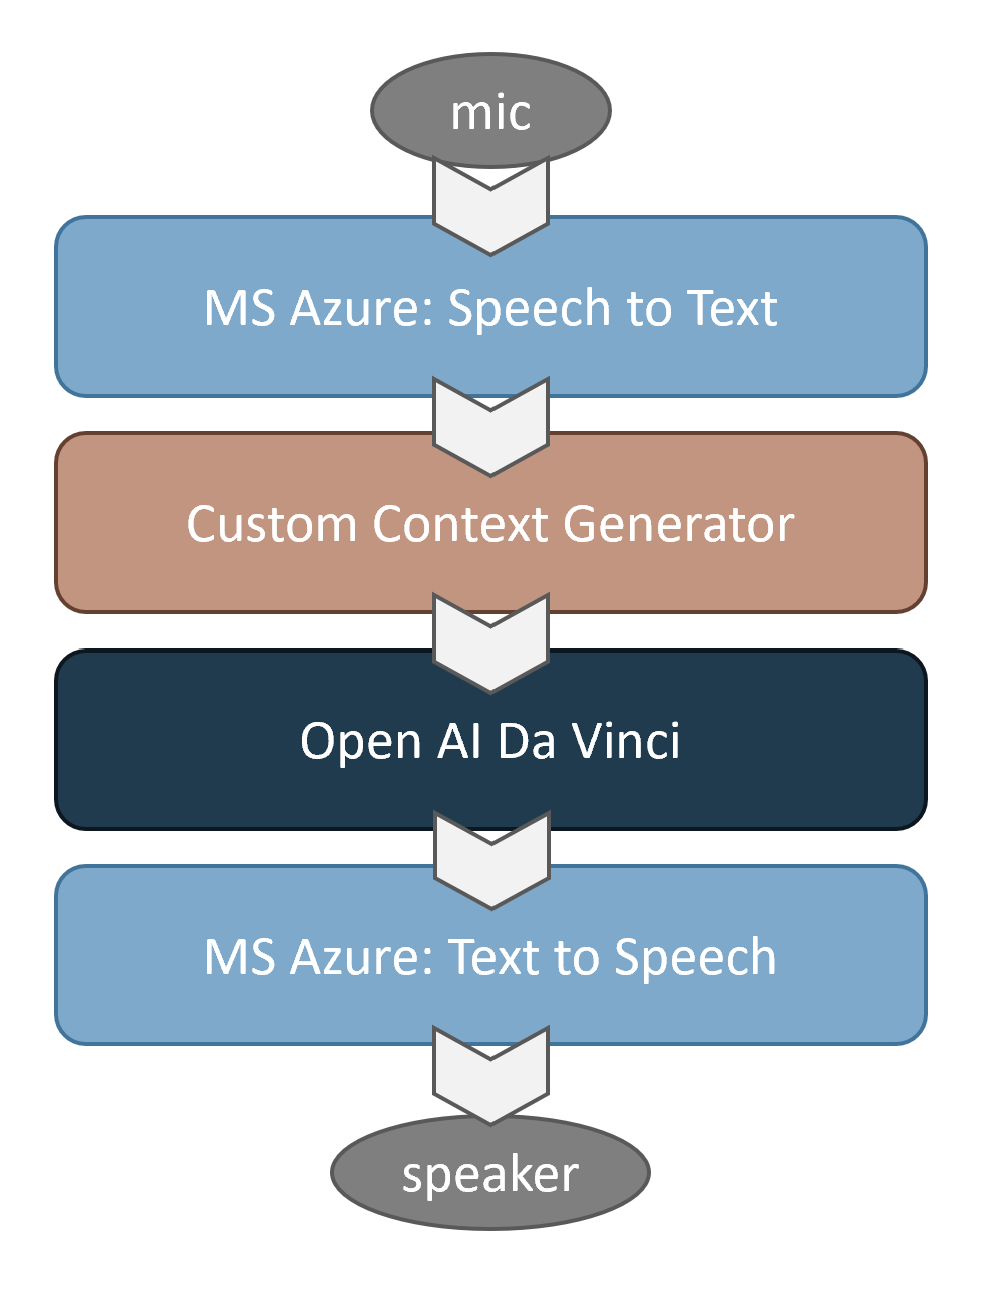 mic
MS Azure: Speech to Text
Custom Context Generator
Open AI Da Vinci
MS Azure: Text to Speech
speaker